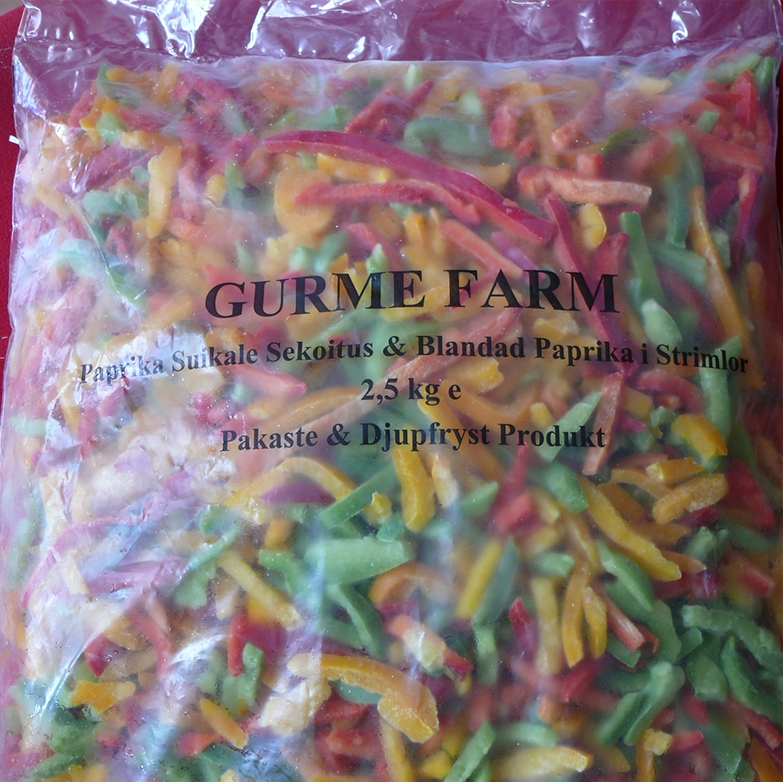 GURME FARM
Paprika Suikale Sekoitus & Blandad Paprika i Strimlor
2,5 kg e
Pakaste & Djupfryst Produkt